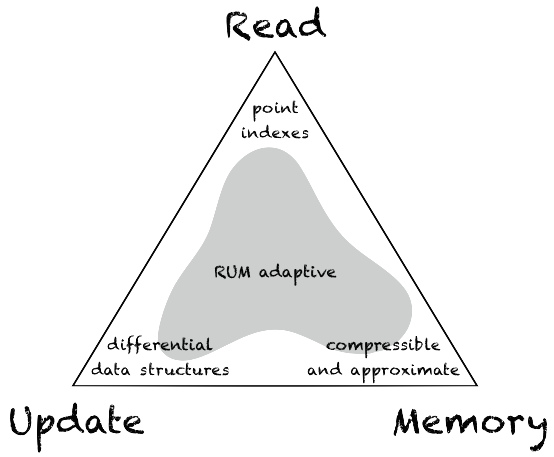 Read
point
indexes
RUM adaptive
differential
data structures
compressible
and approximate
Update
Memory